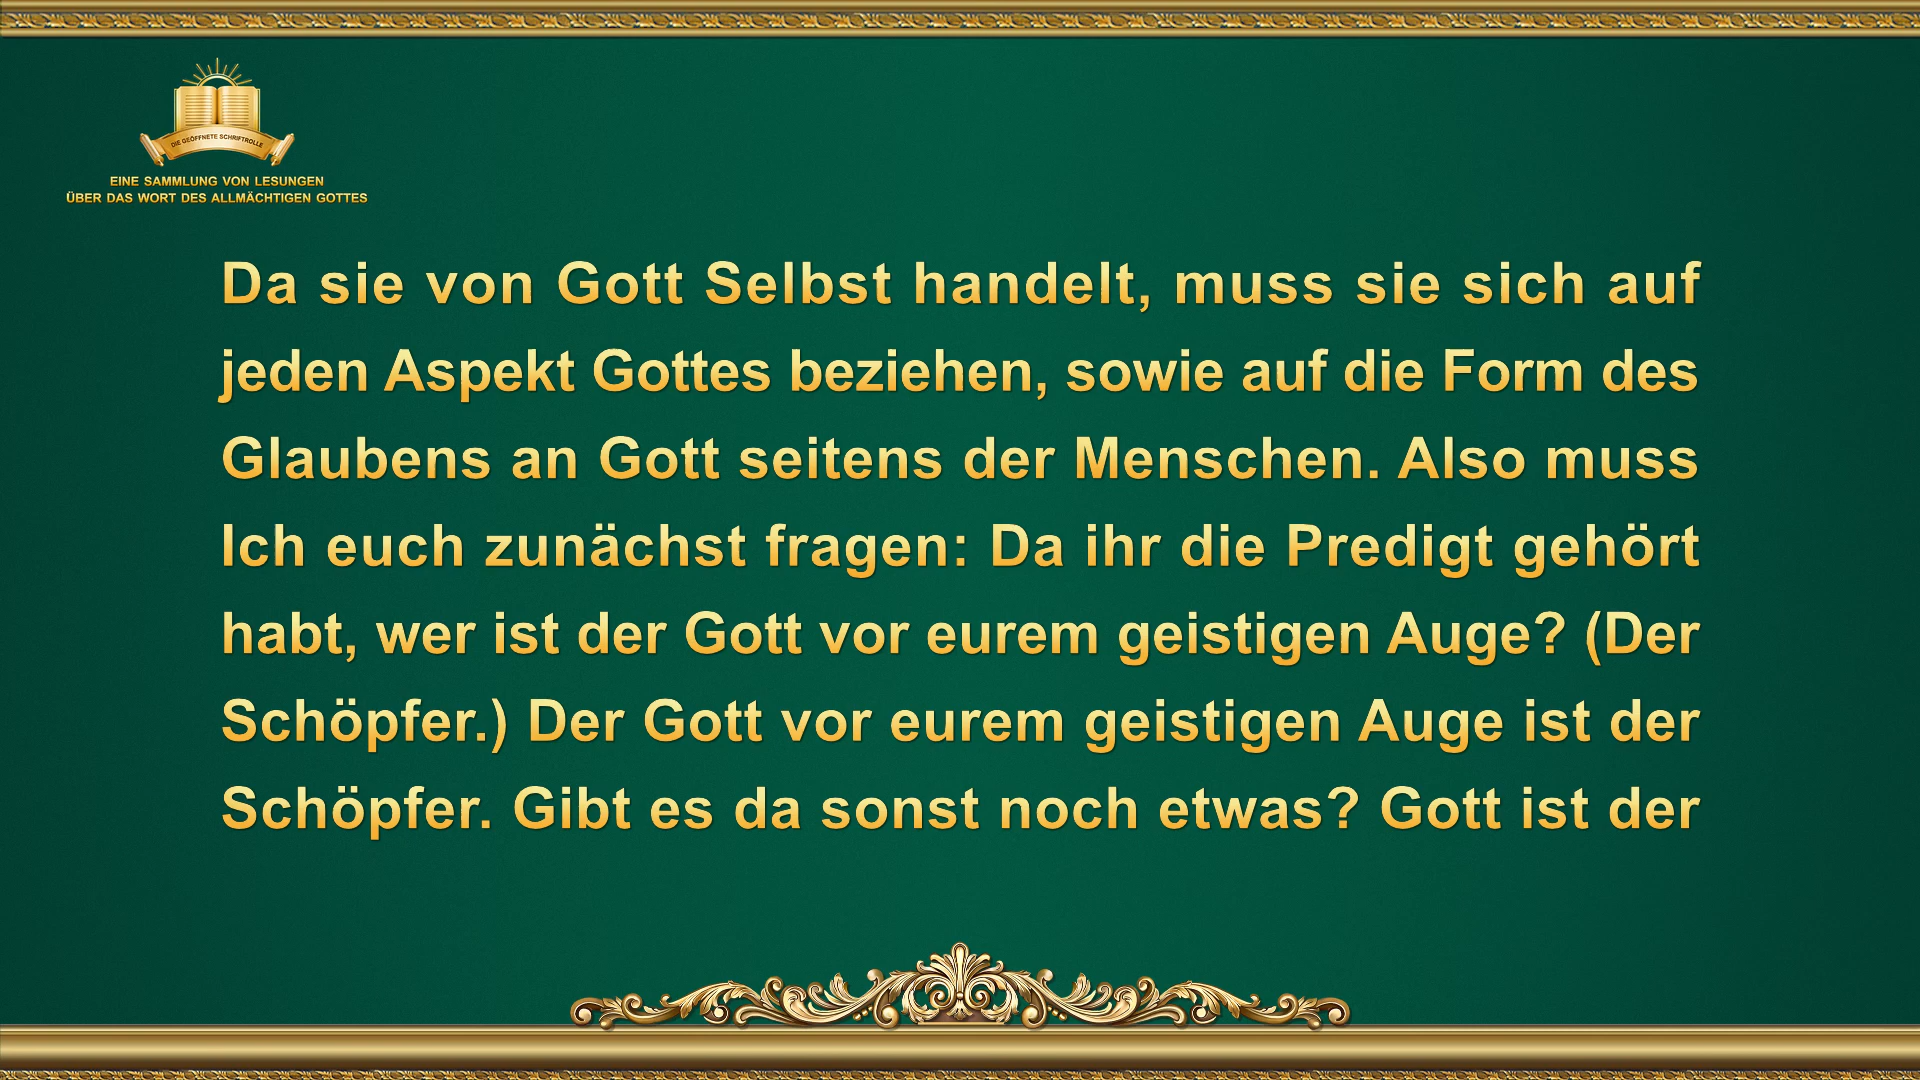 DIE GEÖFFNETE SCHRIFTROLLE
EINE SAMMLUNG VON LESUNGEN
ÜBER DAS WORT DES ALLMÄCHTIGEN GOTTES
Da sie von Gott Selbst handelt, muss sie sich auf
jeden Aspekt Gottes beziehen, sowie auf die Form des
Glaubens an Gott seitens der Menschen. Also muss
Ich euch zunächst fragen: Da ihr die Predigt gehört
habt, wer ist der Gott vor eurem geistigen Auge? (Der
Schöpfer.) Der Gott vor eurem geistigen Auge ist der
Schöpfer. Gibt es da sonst noch etwas? Gott ist der